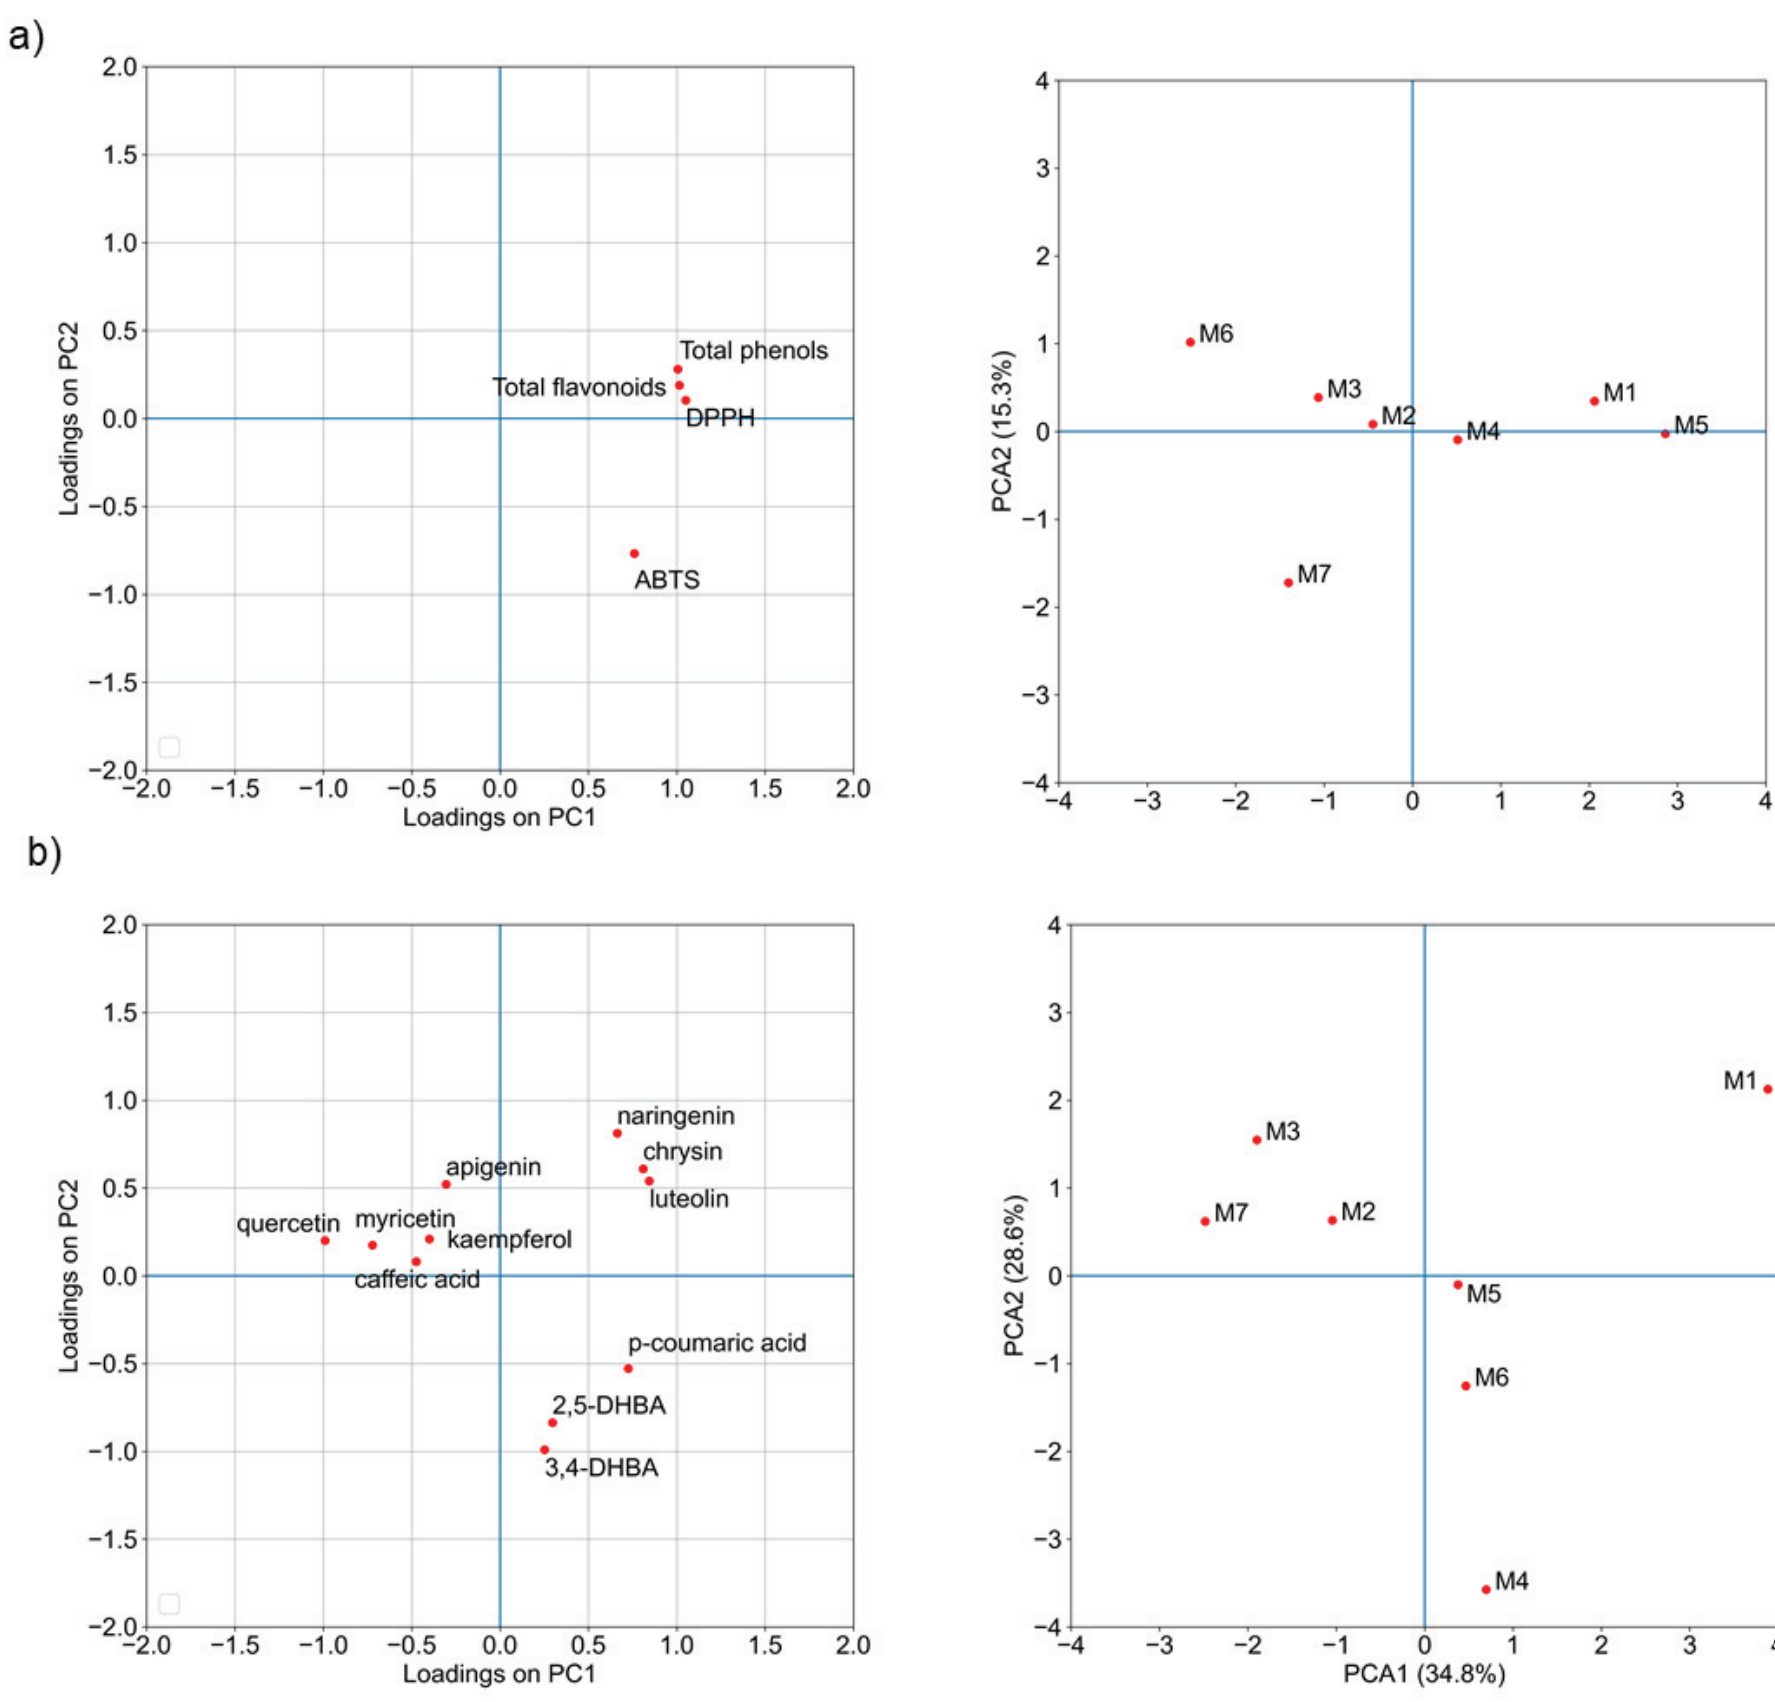 a)
2.0
1.5
1.0
0.5
0.0
−0.5
−1.0
−1.5
−2.0
Loadings on PC2
Total phenols
Total flavonoids
DPPH
ABTS
−2.0 −1.5 −1.0 −0.5 0.0 0.5 1.0 1.5 2.0
Loadings on PC1
4
3
2
1
0
−1
−2
−3
−4
PCA2 (15.3%)
M6
M3
M2
M4
M1
M5
M7
−4 −3 −2 −1 0 1 2 3 4
b)
2.0
1.5
1.0
0.5
0.0
−0.5
−1.0
−1.5
−2.0
Loadings on PC2
naringenin
chrysin
apigenin
luteolin
quercetin
myricetin
kaempferol
caffeic acid
p-coumaric acid
2,5-DHBA
3,4-DHBA
−2.0 −1.5 −1.0 −0.5 0.0 0.5 1.0 1.5 2.0
Loadings on PC1
4
3
2
1
0
−1
−2
−3
−4
PCA2 (28.6%)
M1
M3
M7
M2
M5
M6
M4
−4 −3 −2 −1 0 1 2 3
PCA1 (34.8%)